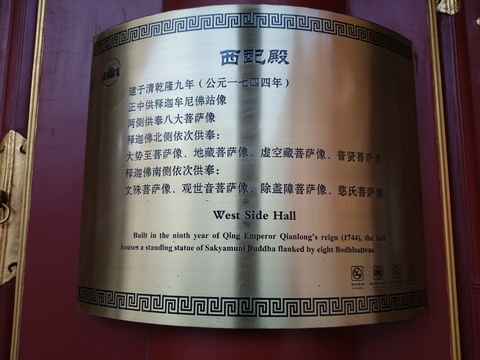 西配殿
建于清乾隆九年（公元一七四四年）
正中供释迦牟尼佛站像
两侧供奉八大菩萨像
释迦佛北侧依次供奉：
大势至菩萨像、地藏菩萨像、虚空藏菩萨像、普贤菩萨像
释迦佛南侧依次供奉：
文殊菩萨像、观世音菩萨像、除盖障菩萨像、慈氏菩萨像
West Side Hall
Built in the ninth year of Qing Emperor Qianlong's reign (1744), the hall
houses a standing statue of Sakyamuni Buddha flanked by eight Bodhisattvas.